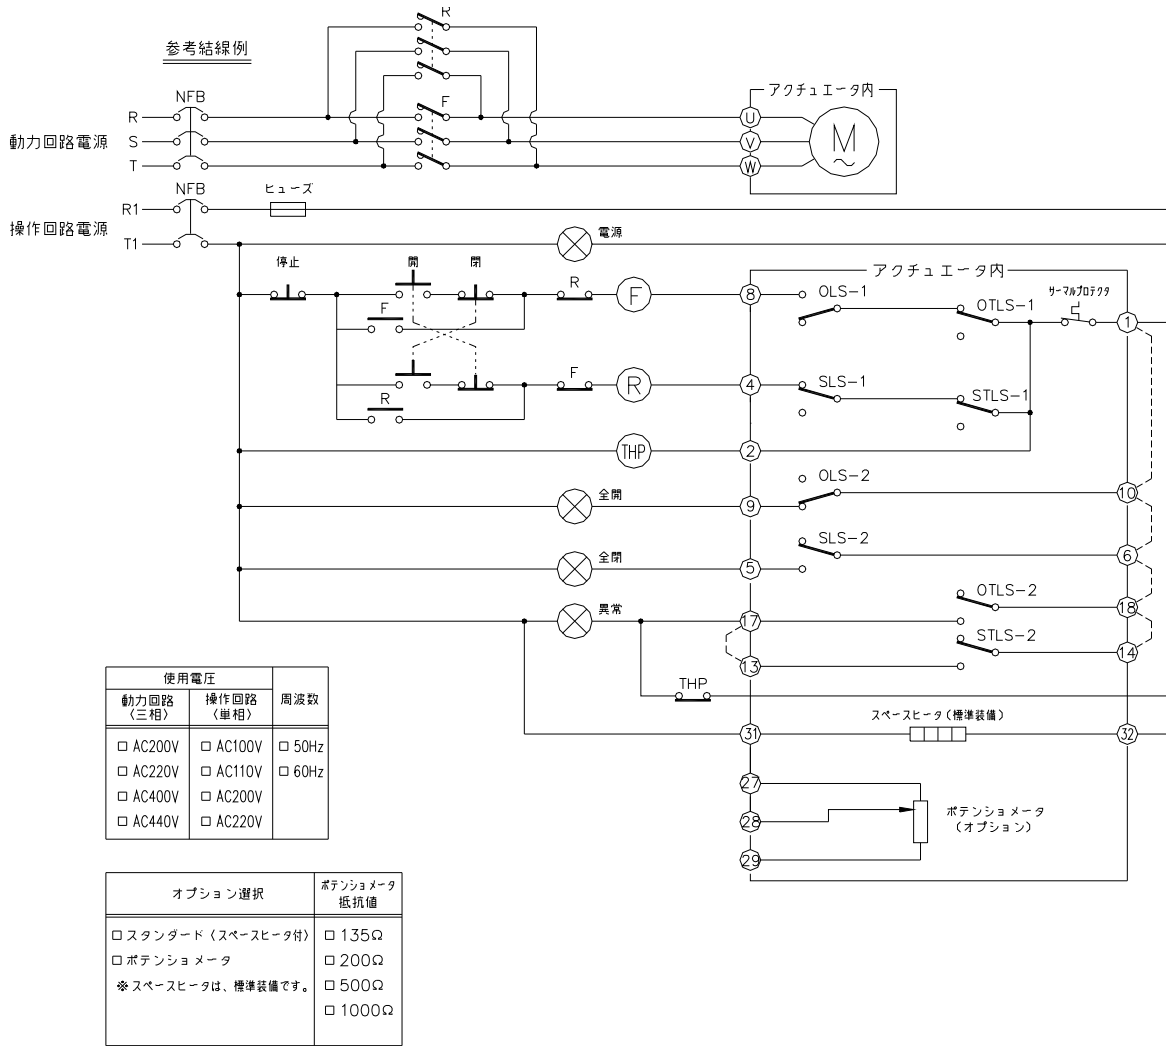 参考結線例
R
NFB
R
S
T
動力回路電源
F
アクチュエータ内
U
V
W
M
NFB
R1
T1
操作回路電源
ヒューズ
電源
停止
開
閉
R
F
F
R
F
R
THP
全開
全閉
異常
THP
アクチュエータ内
8
OLS-1
OTLS-1
サーマルプロテクタ
1
4
SLS-1
STLS-1
2
9
OLS-2
10
5
SLS-2
6
17
OTLS-2
18
13
STLS-2
14
スペースヒータ(標準装備)
31
32
27
28
29
ポテンショメータ
(オプション)
使用電圧
周波数
動力回路
(三相)
操作回路
(単相)
□ AC200V □ AC100V □ 50Hz
□ AC220V □ AC110V □ 60Hz
□ AC400V □ AC200V
□ AC440V □ AC220V
オプション選択
ポテンショメータ
抵抗値
□ スタンダード (スペースヒータ付) □ 135Ω
□ ポテンショメータ □ 200Ω
※ スペースヒータは、標準装備です。 □ 500Ω
□ 1000Ω